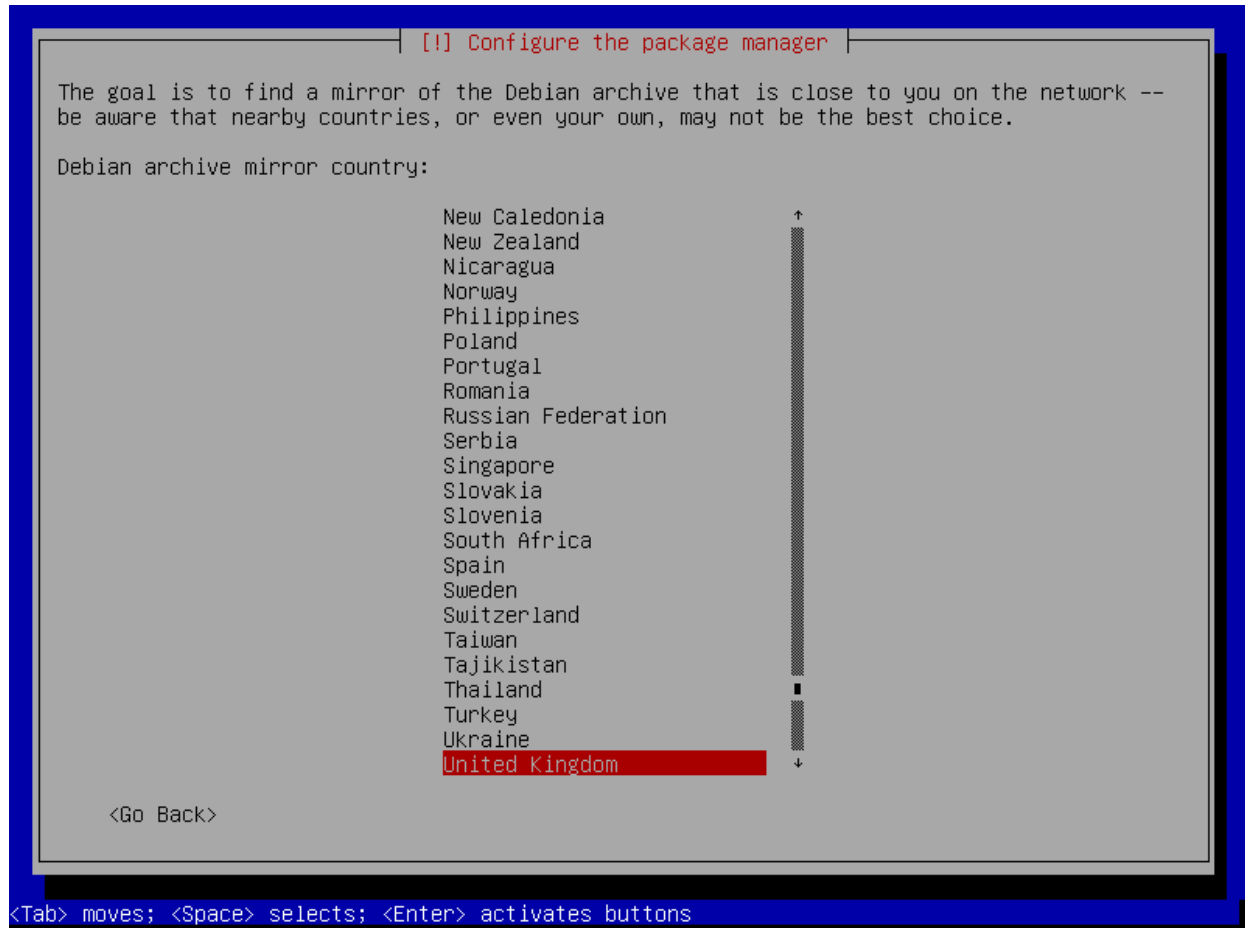 [!] Configure the package manager
The goal is to find a mirror of the Debian archive that is close to you on the network --
be aware that nearby countries, or even your own, may not be the best choice.
Debian archive mirror country:
New Caledonia
New Zealand
Nicaragua
Norway
Philippines
Poland
Portugal
Romania
Russian Federation
Serbia
Singapore
Slovakia
Slovenia
South Africa
Spain
Sweden
Switzerland
Taiwan
Tajikistan
Thailand
Turkey
Ukraine
United Kingdom
<Go Back>
<Tab> moves; <Space> selects; <Enter> activates buttons